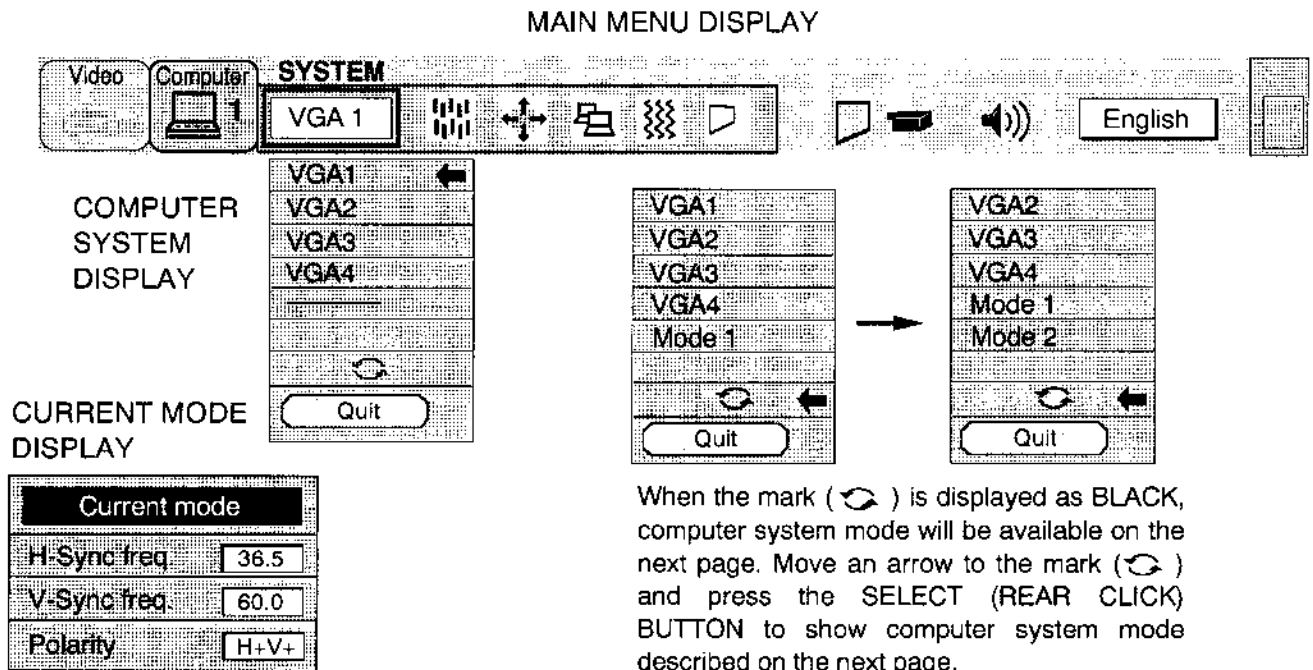 MAIN MENU DISPLAY
Video
Computer
1
SYSTEM
VGA 1
English
COMPUTER
SYSTEM
DISPLAY
VGA1
VGA2
VGA3
VGA4
Quit
VGA1
VGA2
VGA3
VGA4
Mode 1
Quit
VGA2
VGA3
VGA4
Mode 1
Mode 2
Quit
CURRENT MODE
DISPLAY
Current mode
H-Sync freq. 36.5
V-Sync freq. 60.0
Polarity H+V+
When the mark ( ) is displayed as BLACK,
computer system mode will be available on the
next page. Move an arrow to the mark ( )
and press the SELECT (REAR CLICK)
BUTTON to show computer system mode
described on the next page.